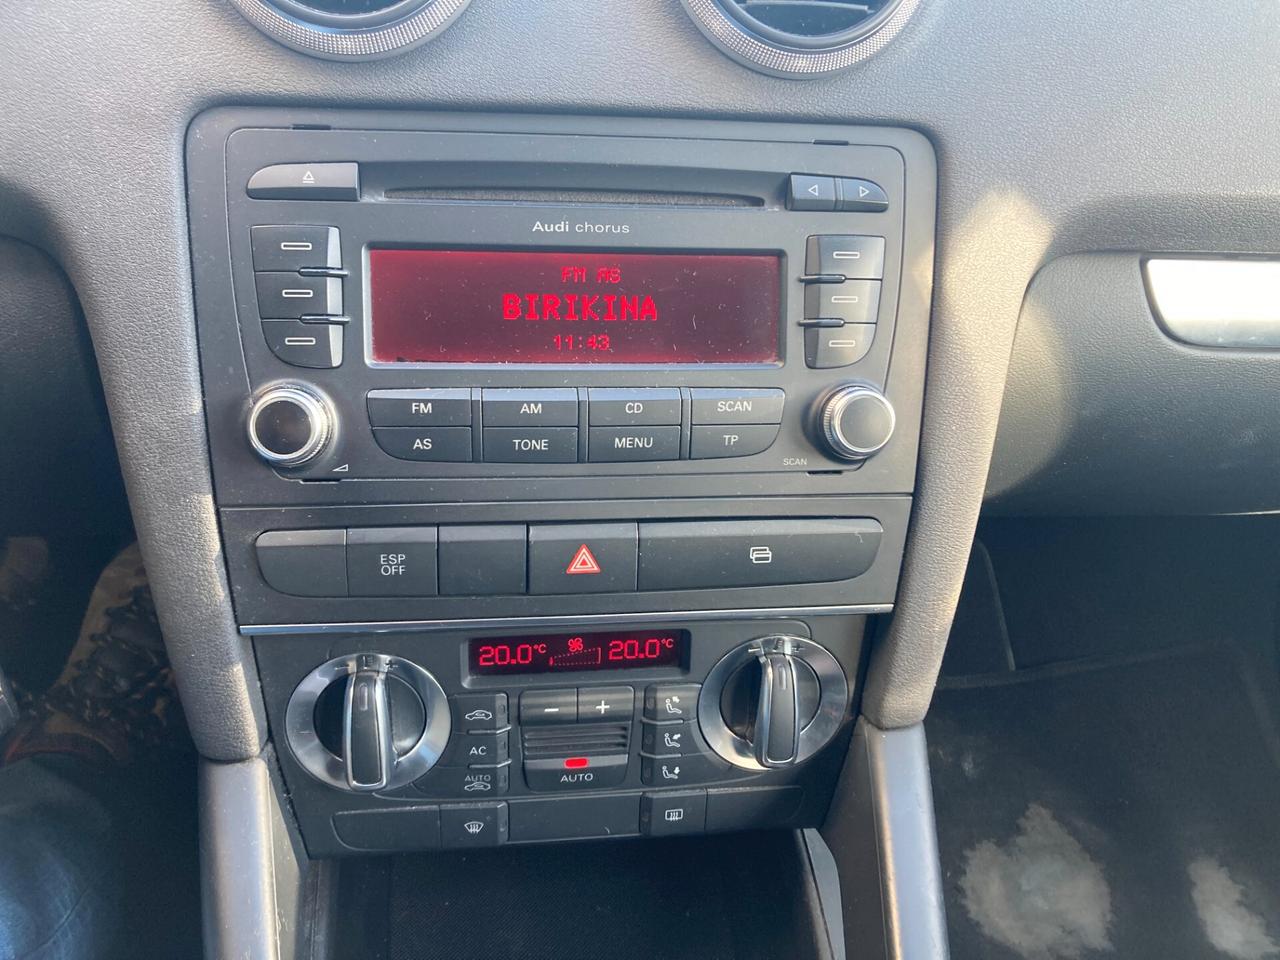 Audi chorus
FM AS
BIRIKINA
11:43
FM AM CD SCAN
AS TONE MENU TP
SCAN
ESP
OFF
20.0°C 20.0°C
− +
AC
AUTO
AUTO